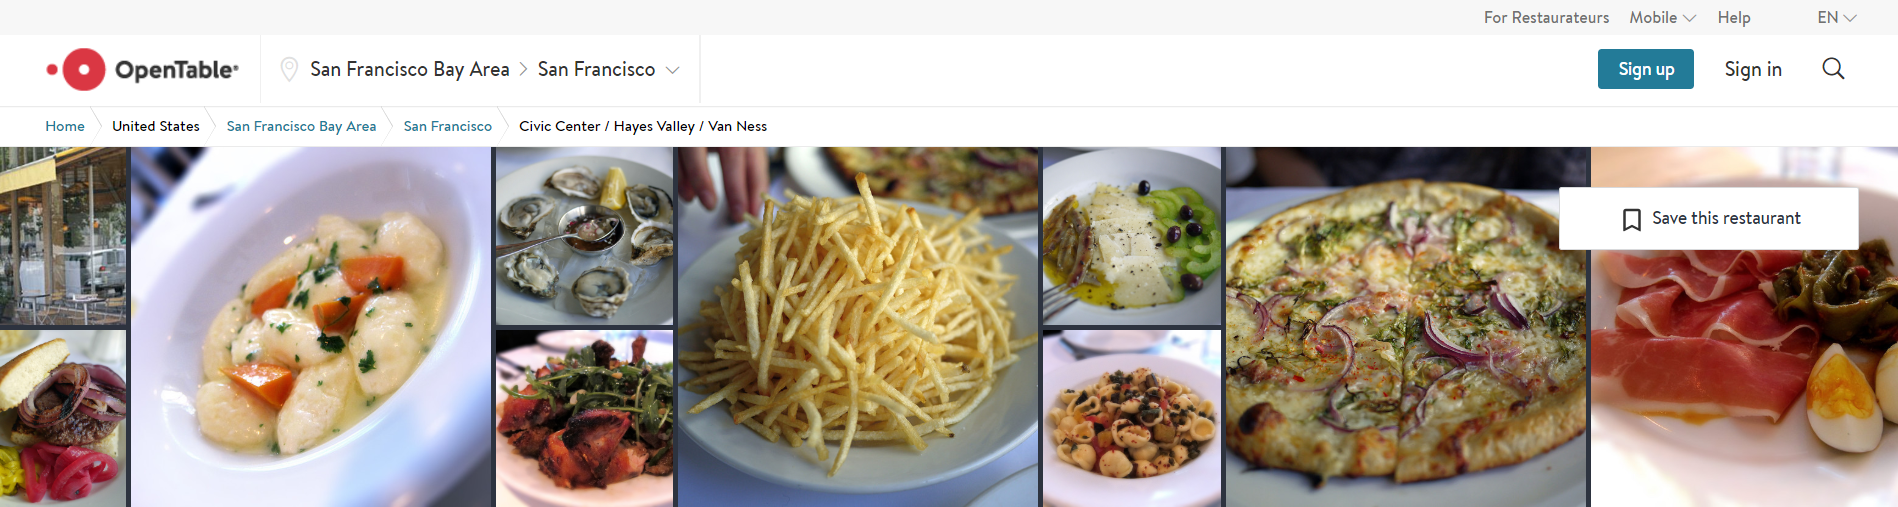 For Restaurateurs Mobile Help EN
OpenTable®
San Francisco Bay Area San Francisco
Sign up Sign in
Home United States San Francisco Bay Area San Francisco Civic Center / Hayes Valley / Van Ness
Save this restaurant